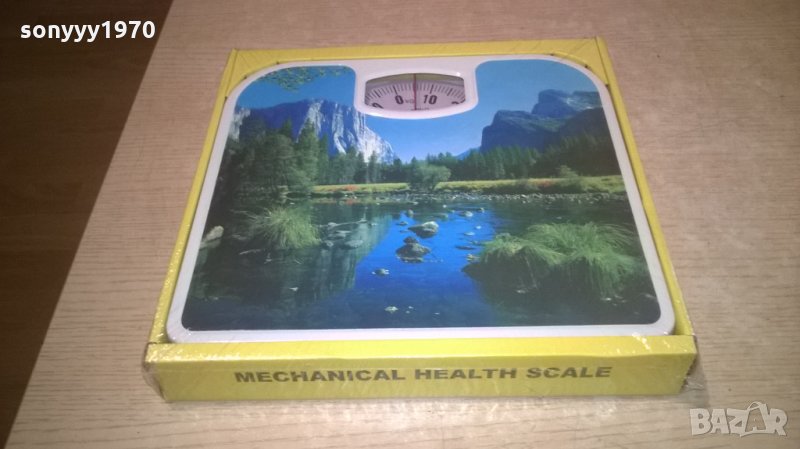 sonyyy1970
0 10
MECHANICAL HEALTH SCALE
BAZAR